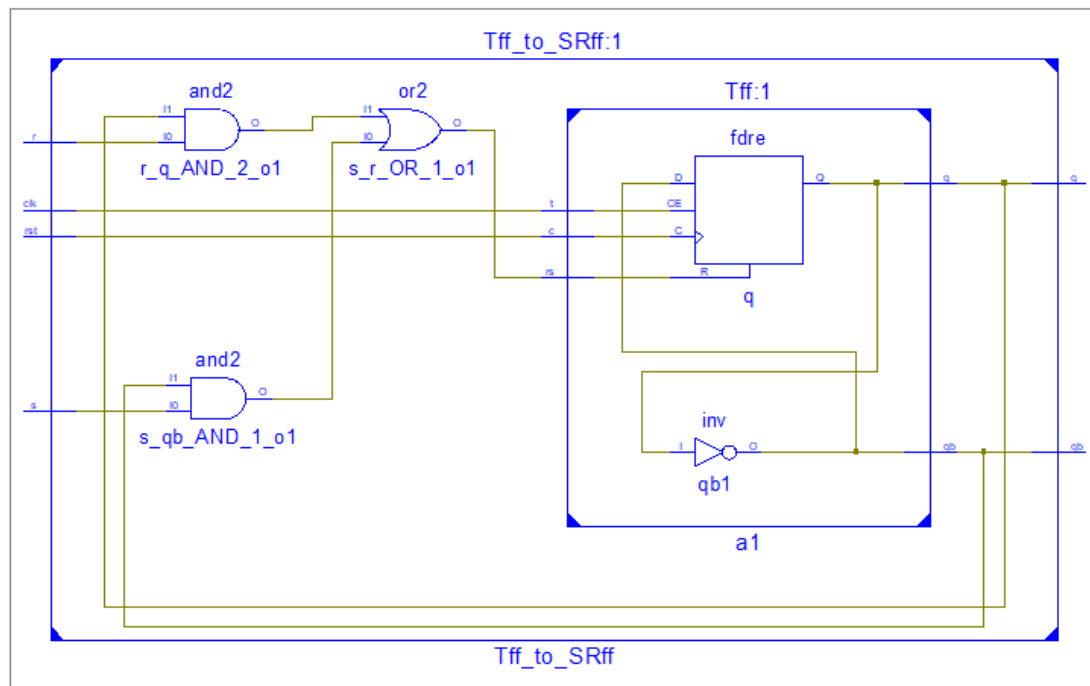 Tff_to_SRff:1
and2
or2
Tff:1
I1
O
I1
O
fdre
r
I0
I0
r_q_AND_2_o1
s_r_OR_1_o1
D
Q
q
q
clk
t
CE
rst
c
C
rs
R
q
and2
I1
O
s
I0
s_qb_AND_1_o1
inv
I
O
qb
qb
qb1
a1
Tff_to_SRff